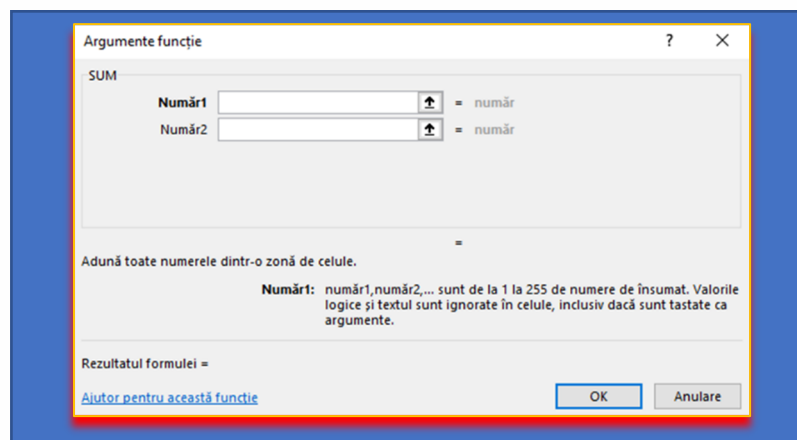 Argumente funcție ?
SUM
Număr1 = număr
Număr2 = număr
=
Adună toate numerele dintr-o zonă de celule.
Număr1: număr1,număr2,... sunt de la 1 la 255 de numere de însumat. Valorile
logice și textul sunt ignorate în celule, inclusiv dacă sunt tastate ca
argumente.
Rezultatul formulei =
Ajutor pentru această funcție OK Anulare